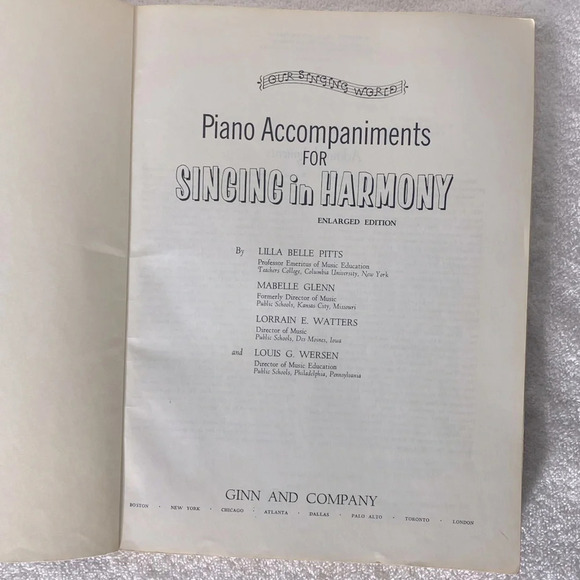 OUR SINGING WORLD
Piano Accompaniments
FOR
SINGING in HARMONY
ENLARGED EDITION
By LILLA BELLE PITTS
Professor Emeritus of Music Education
Teachers College, Columbia University, New York
MABELLE GLENN
Formerly Director of Music
Public Schools, Kansas City, Missouri
LORRAIN E. WATTERS
Director of Music
Public Schools, Des Moines, Iowa
and LOUIS G. WERSEN
Director of Music Education
Public Schools, Philadelphia, Pennsylvania
GINN AND COMPANY
BOSTON · NEW YORK · CHICAGO · ATLANTA · DALLAS · PALO ALTO · TORONTO · LONDON